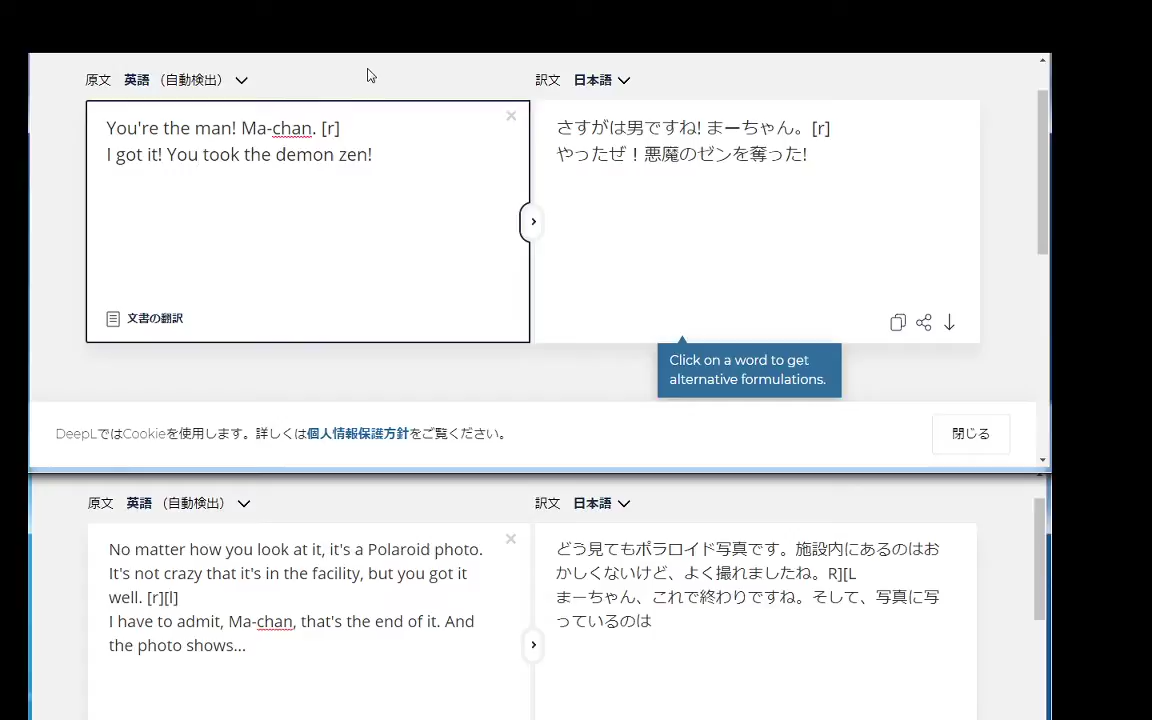 原文 英語 (自動検出)
訳文 日本語
You're the man! Ma-chan. [r]
I got it! You took the demon zen!
さすがは男ですね! まーちゃん。[r]
やったぜ！悪魔のゼンを奪った!
文書の翻訳
Click on a word to get
alternative formulations.
DeepLではCookieを使用します。詳しくは個人情報保護方針をご覧ください。
閉じる
原文 英語 (自動検出)
訳文 日本語
No matter how you look at it, it's a Polaroid photo.
It's not crazy that it's in the facility, but you got it
well. [r][l]
I have to admit, Ma-chan, that's the end of it. And
the photo shows...
どう見てもポラロイド写真です。施設内にあるのはお
かしくないけど、よく撮れましたね。R][L
まーちゃん、これで終わりですね。そして、写真に写
っているのは